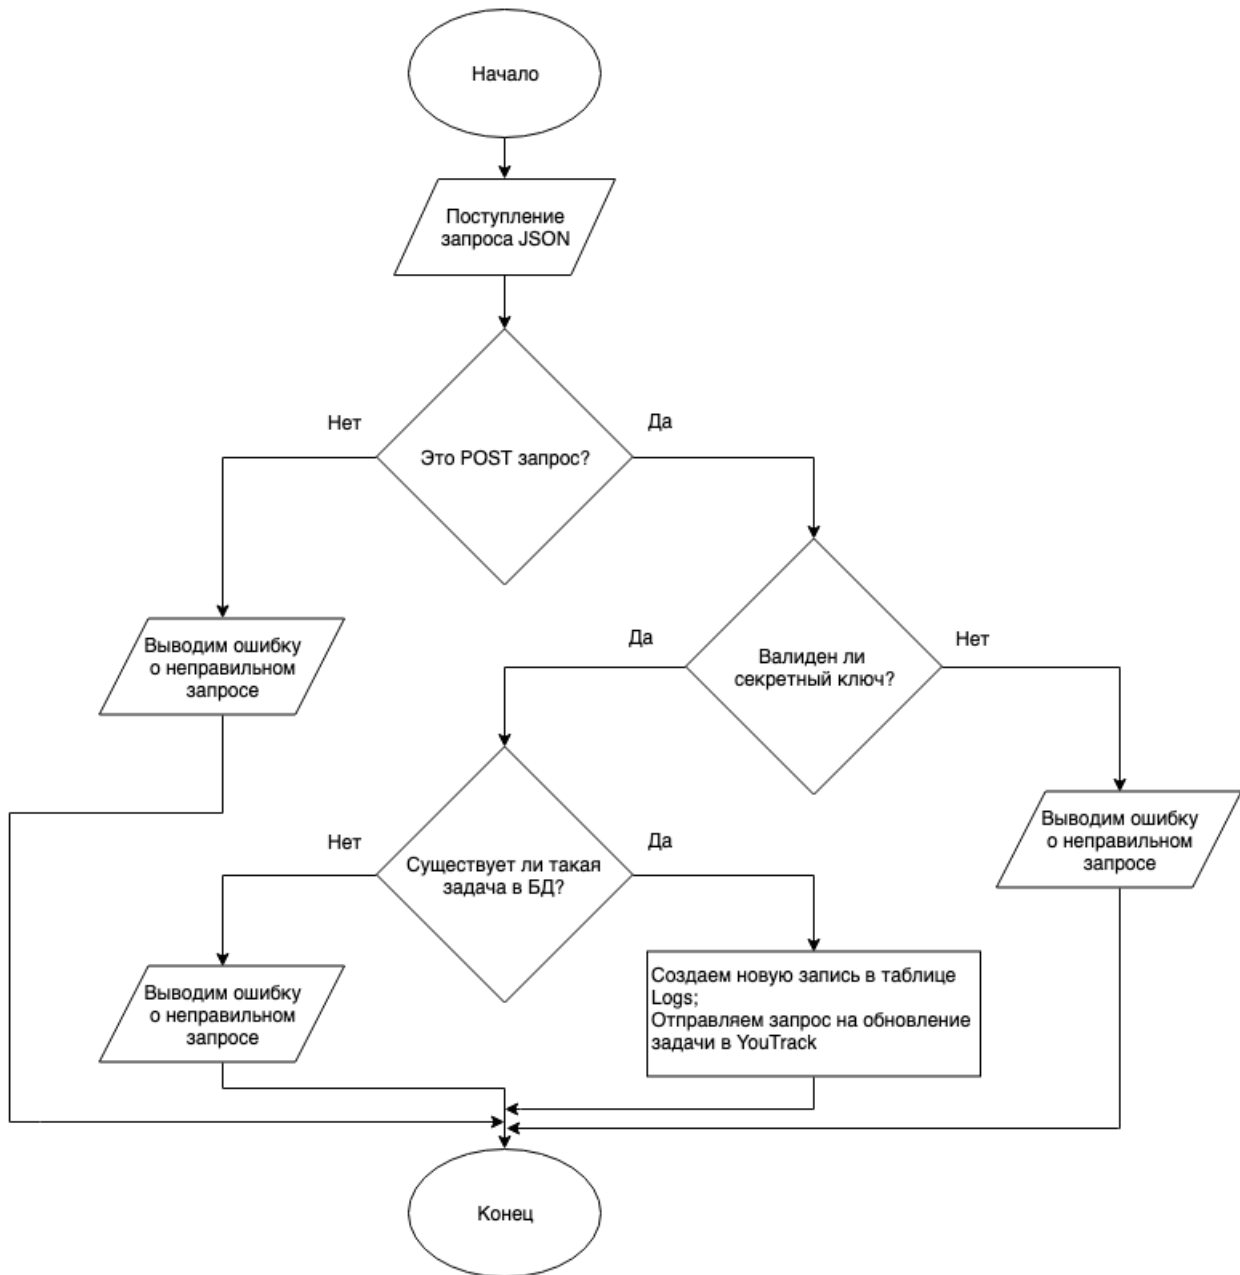 Начало
Поступление
запроса JSON
Нет
Да
Это POST запрос?
Выводим ошибку
о неправильном
запросе
Да
Нет
Валиден ли
секретный ключ?
Выводим ошибку
о неправильном
запросе
Нет
Да
Существует ли такая
задача в БД?
Выводим ошибку
о неправильном
запросе
Создаем новую запись в таблице
Logs;
Отправляем запрос на обновление
задачи в YouTrack
Конец